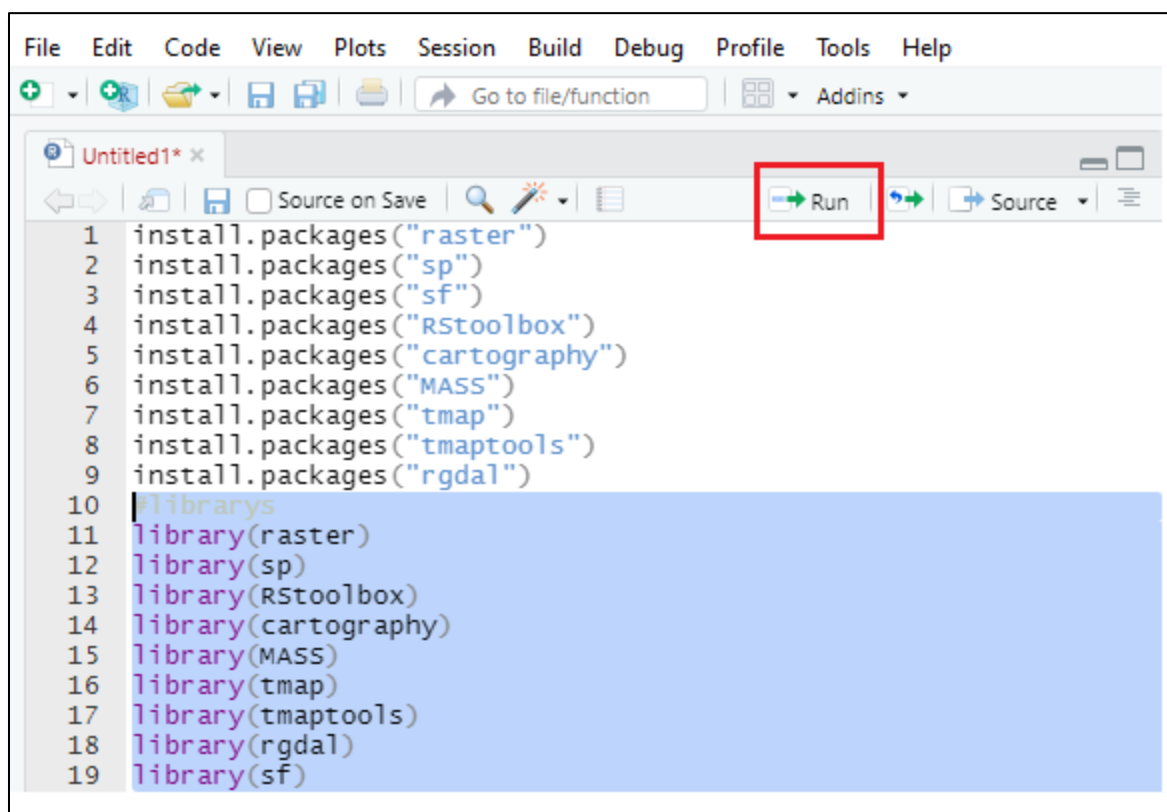 File Edit Code View Plots Session Build Debug Profile Tools Help
R Go to file/function Addins
R Untitled1*
Source on Save Run Source
1 install.packages("raster")
2 install.packages("sp")
3 install.packages("sf")
4 install.packages("RStoolbox")
5 install.packages("cartography")
6 install.packages("MASS")
7 install.packages("tmap")
8 install.packages("tmaptools")
9 install.packages("rgdal")
10 #librarys
11 library(raster)
12 library(sp)
13 library(RStoolbox)
14 library(cartography)
15 library(MASS)
16 library(tmap)
17 library(tmaptools)
18 library(rgdal)
19 library(sf)